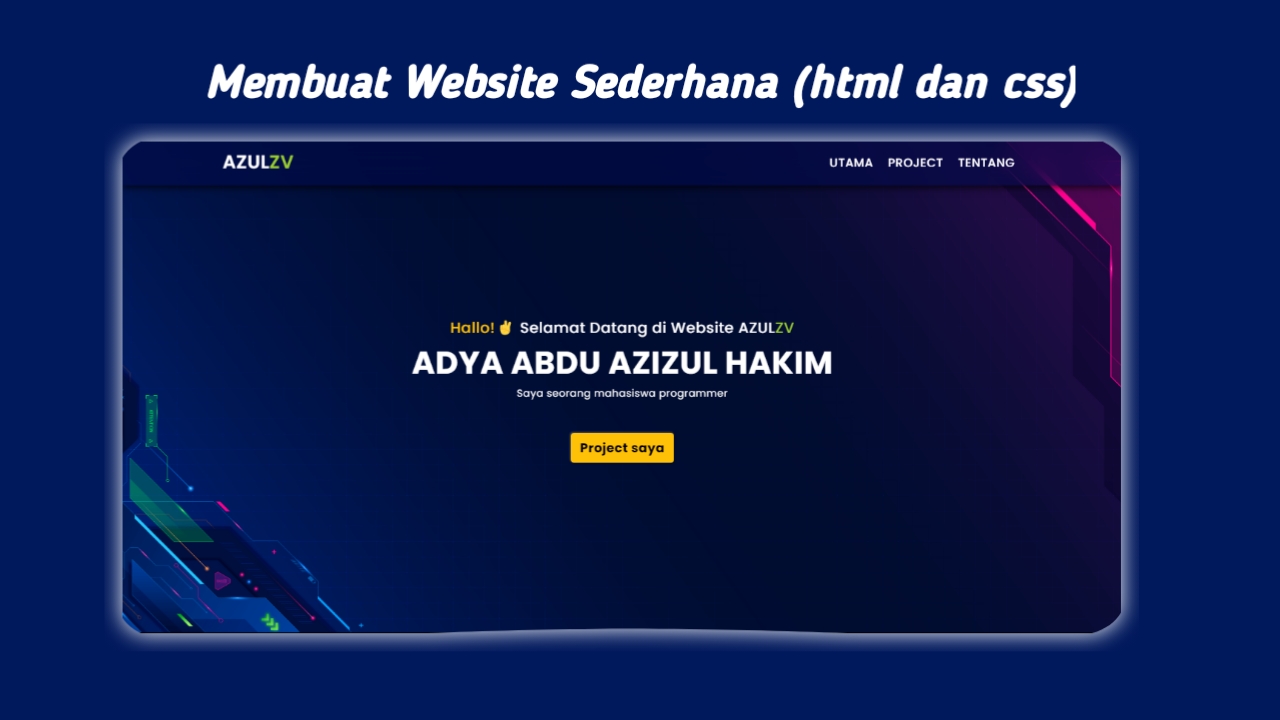 Membuat Website Sederhana (html dan css)
AZULZV
UTAMA PROJECT TENTANG
Hallo!✌ Selamat Datang di Website AZULZV
ADYA ABDU AZIZUL HAKIM
Saya seorang mahasiswa programmer
Project saya